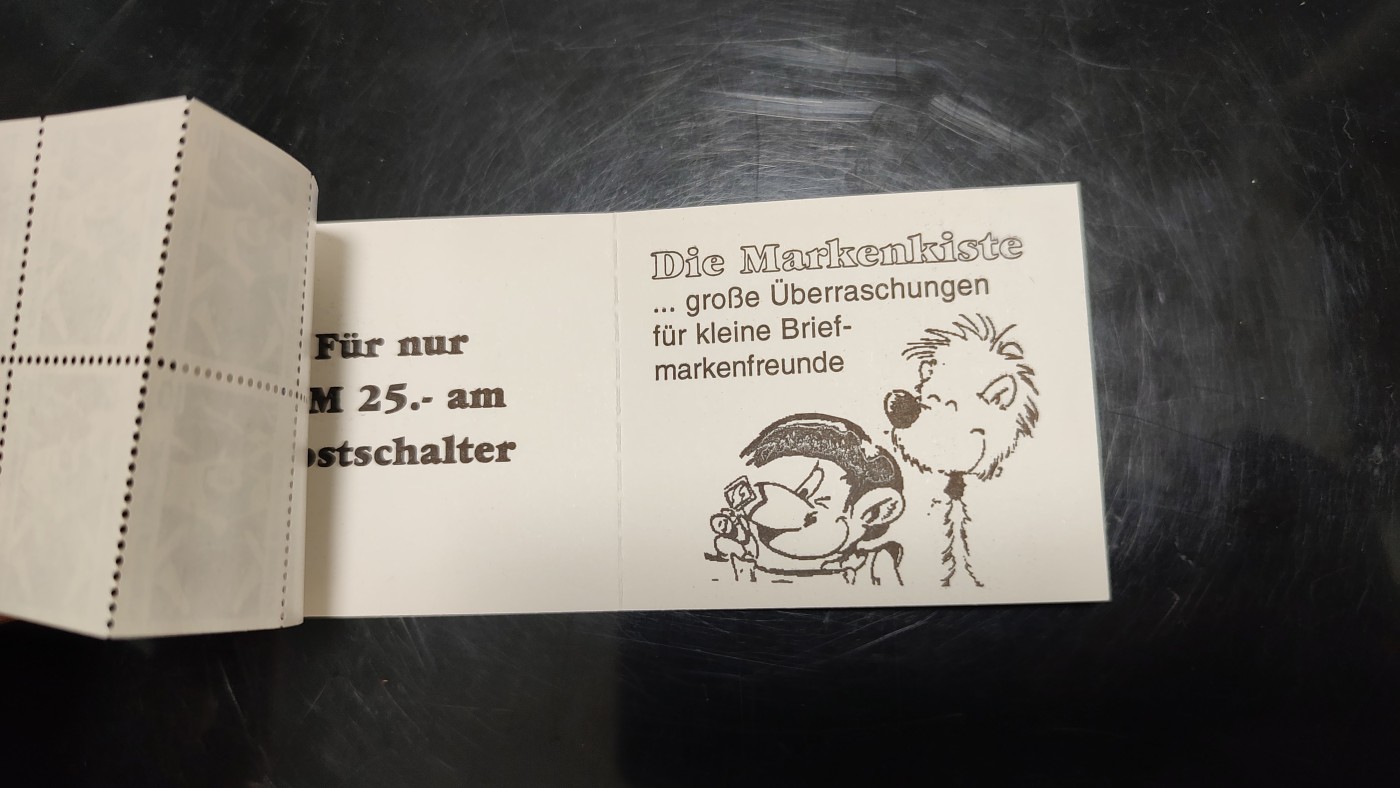 Für nur
M 25.- am
ostschalter
Die Markenkiste
... große Überraschungen
für kleine Brief-
markenfreunde